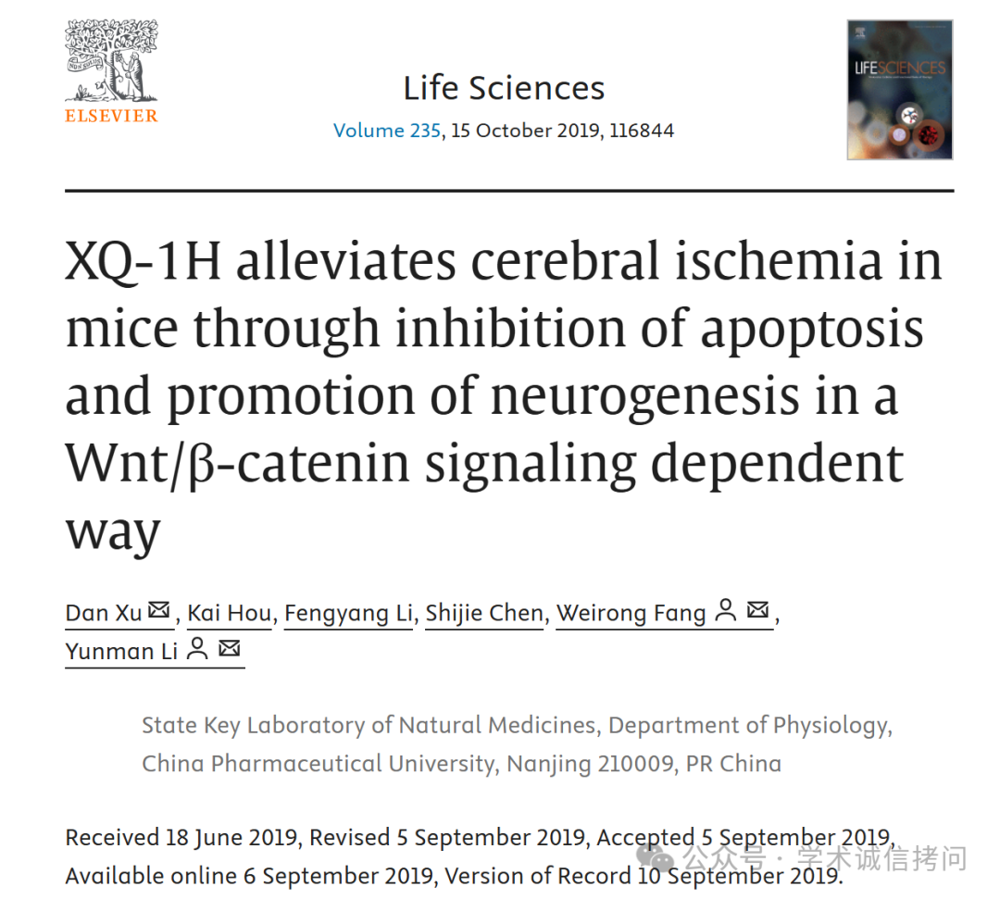 ELSEVIER
Life Sciences
Volume 235, 15 October 2019, 116844
LIFESCIENCES
XQ-1H alleviates cerebral ischemia in
mice through inhibition of apoptosis
and promotion of neurogenesis in a
Wnt/β-catenin signaling dependent
way
Dan Xu, Kai Hou, Fengyang Li, Shijie Chen, Weirong Fang,
Yunman Li
State Key Laboratory of Natural Medicines, Department of Physiology,
China Pharmaceutical University, Nanjing 210009, PR China
Received 18 June 2019, Revised 5 September 2019, Accepted 5 September 2019,
Available online 6 September 2019, Version of Record 10 September 2019.
公众号 · 学术诚信拷问